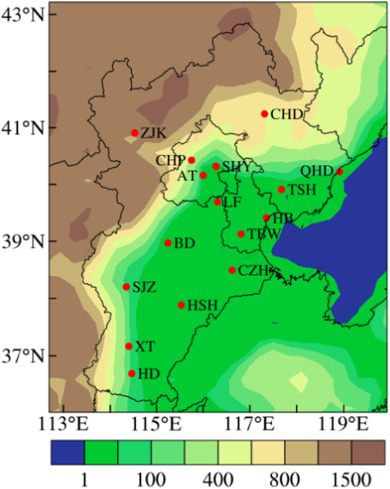 43°N
CHD
41°N
ZJK
CHP
SHY
QHD
AT
TSH
LF
HB
TBW
39°N
BD
CZH
SJZ
HSH
37°N
XT
HD
113°E 115°E 117°E 119°E
1 100 400 800 1500